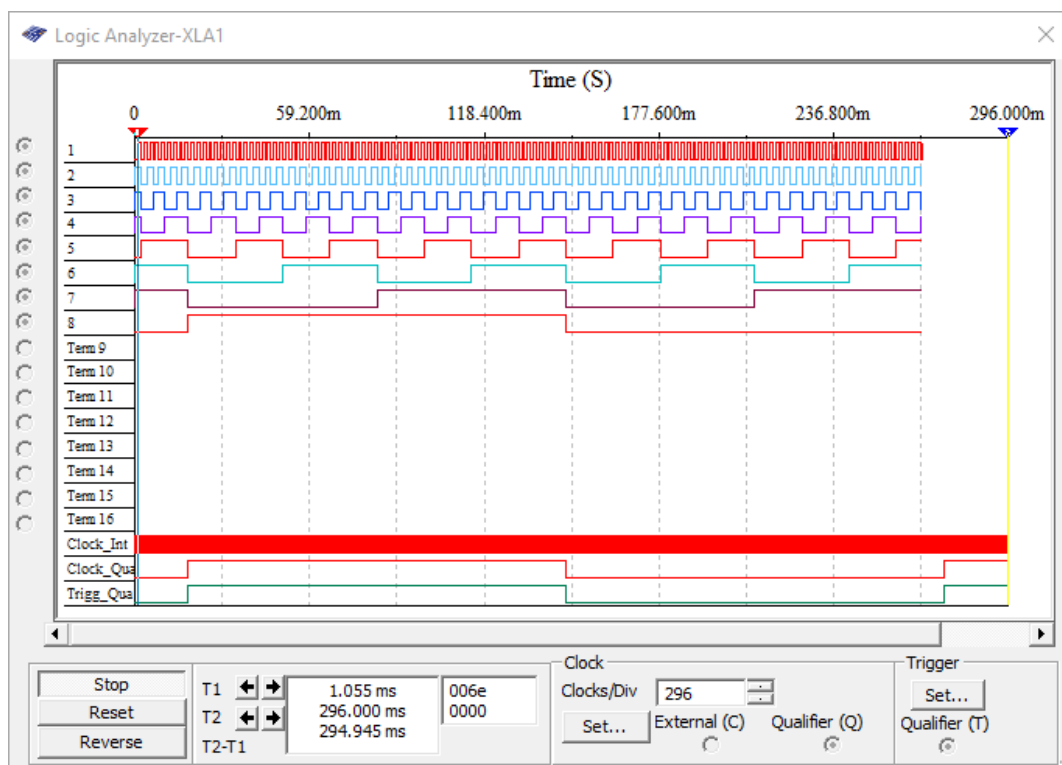 Logic Analyzer-XLA1
Time (S)
0 59.200m 118.400m 177.600m 236.800m 296.000m
1
2
3
4
5
6
7
8
Term 9
Term 10
Term 11
Term 12
Term 13
Term 14
Term 15
Term 16
Clock_Int
Clock_Qua
Trigg_Qua
Clock
Trigger
Stop
Reset
Reverse
T1 1.055 ms 006e
T2 296.000 ms 0000
T2-T1 294.945 ms
Clocks/Div 296
Set... External (C) Qualifier (Q)
Set...
Qualifier (T)